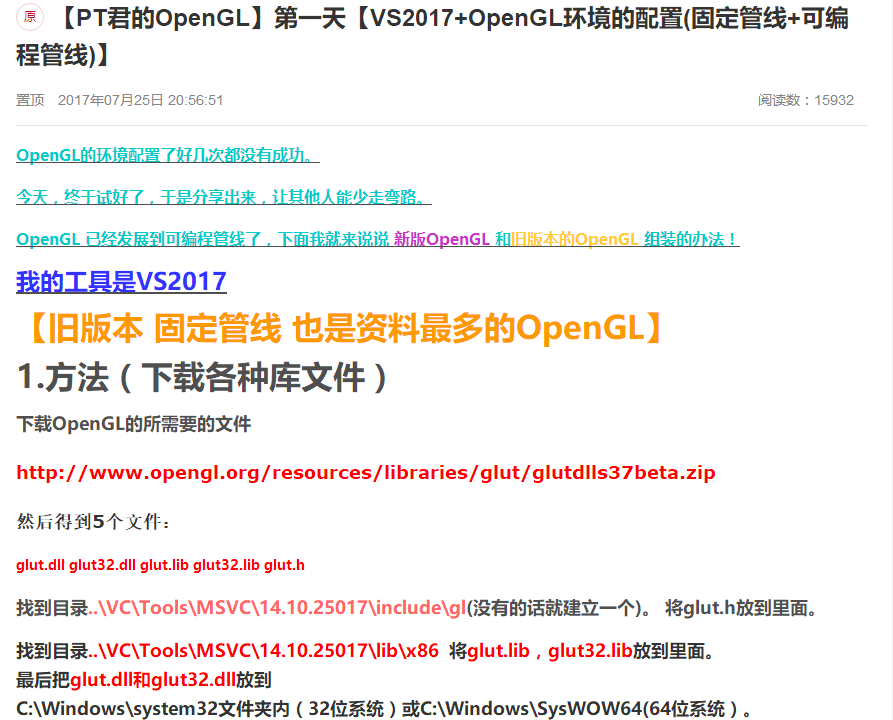 原 【PT君的OpenGL】第一天【VS2017+OpenGL环境的配置(固定管线+可编
程管线)】
置顶 2017年07月25日 20:56:51 阅读数：15932
OpenGL的环境配置了好几次都没有成功。
今天，终于试好了，于是分享出来，让其他人能少走弯路。
OpenGL 已经发展到可编程管线了，下面我就来说说 新版OpenGL 和旧版本的OpenGL 组装的办法！
我的工具是VS2017
【旧版本 固定管线 也是资料最多的OpenGL】
1.方法（下载各种库文件）
下载OpenGL的所需要的文件
http://www.opengl.org/resources/libraries/glut/glutdlls37beta.zip
然后得到5个文件：
glut.dll glut32.dll glut.lib glut32.lib glut.h
找到目录..\VC\Tools\MSVC\14.10.25017\include\gl(没有的话就建立一个)。 将glut.h放到里面。
找到目录..\VC\Tools\MSVC\14.10.25017\lib\x86 将glut.lib，glut32.lib放到里面。
最后把glut.dll和glut32.dll放到
C:\Windows\system32文件夹内（32位系统）或C:\Windows\SysWOW64(64位系统）。